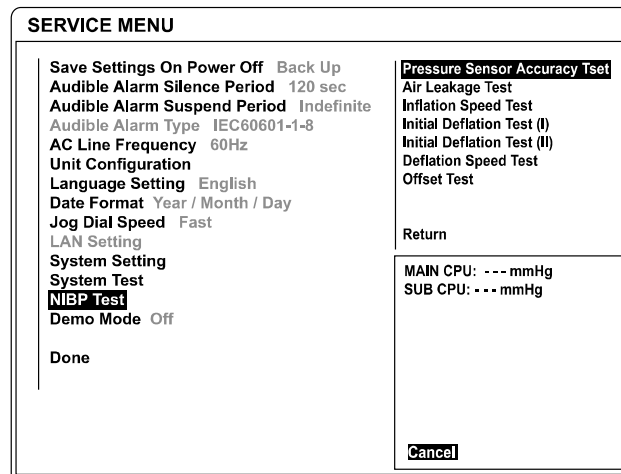 SERVICE MENU
Save Settings On Power Off Back Up
Audible Alarm Silence Period 120 sec
Audible Alarm Suspend Period Indefinite
Audible Alarm Type IEC60601-1-8
AC Line Frequency 60Hz
Unit Configuration
Language Setting English
Date Format Year / Month / Day
Jog Dial Speed Fast
LAN Setting
System Setting
System Test
NIBP Test
Demo Mode Off
Done
Pressure Sensor Accuracy Tset
Air Leakage Test
Inflation Speed Test
Initial Deflation Test (I)
Initial Deflation Test (II)
Deflation Speed Test
Offset Test
Return
MAIN CPU: - - - mmHg
SUB CPU: - - - mmHg
Cancel